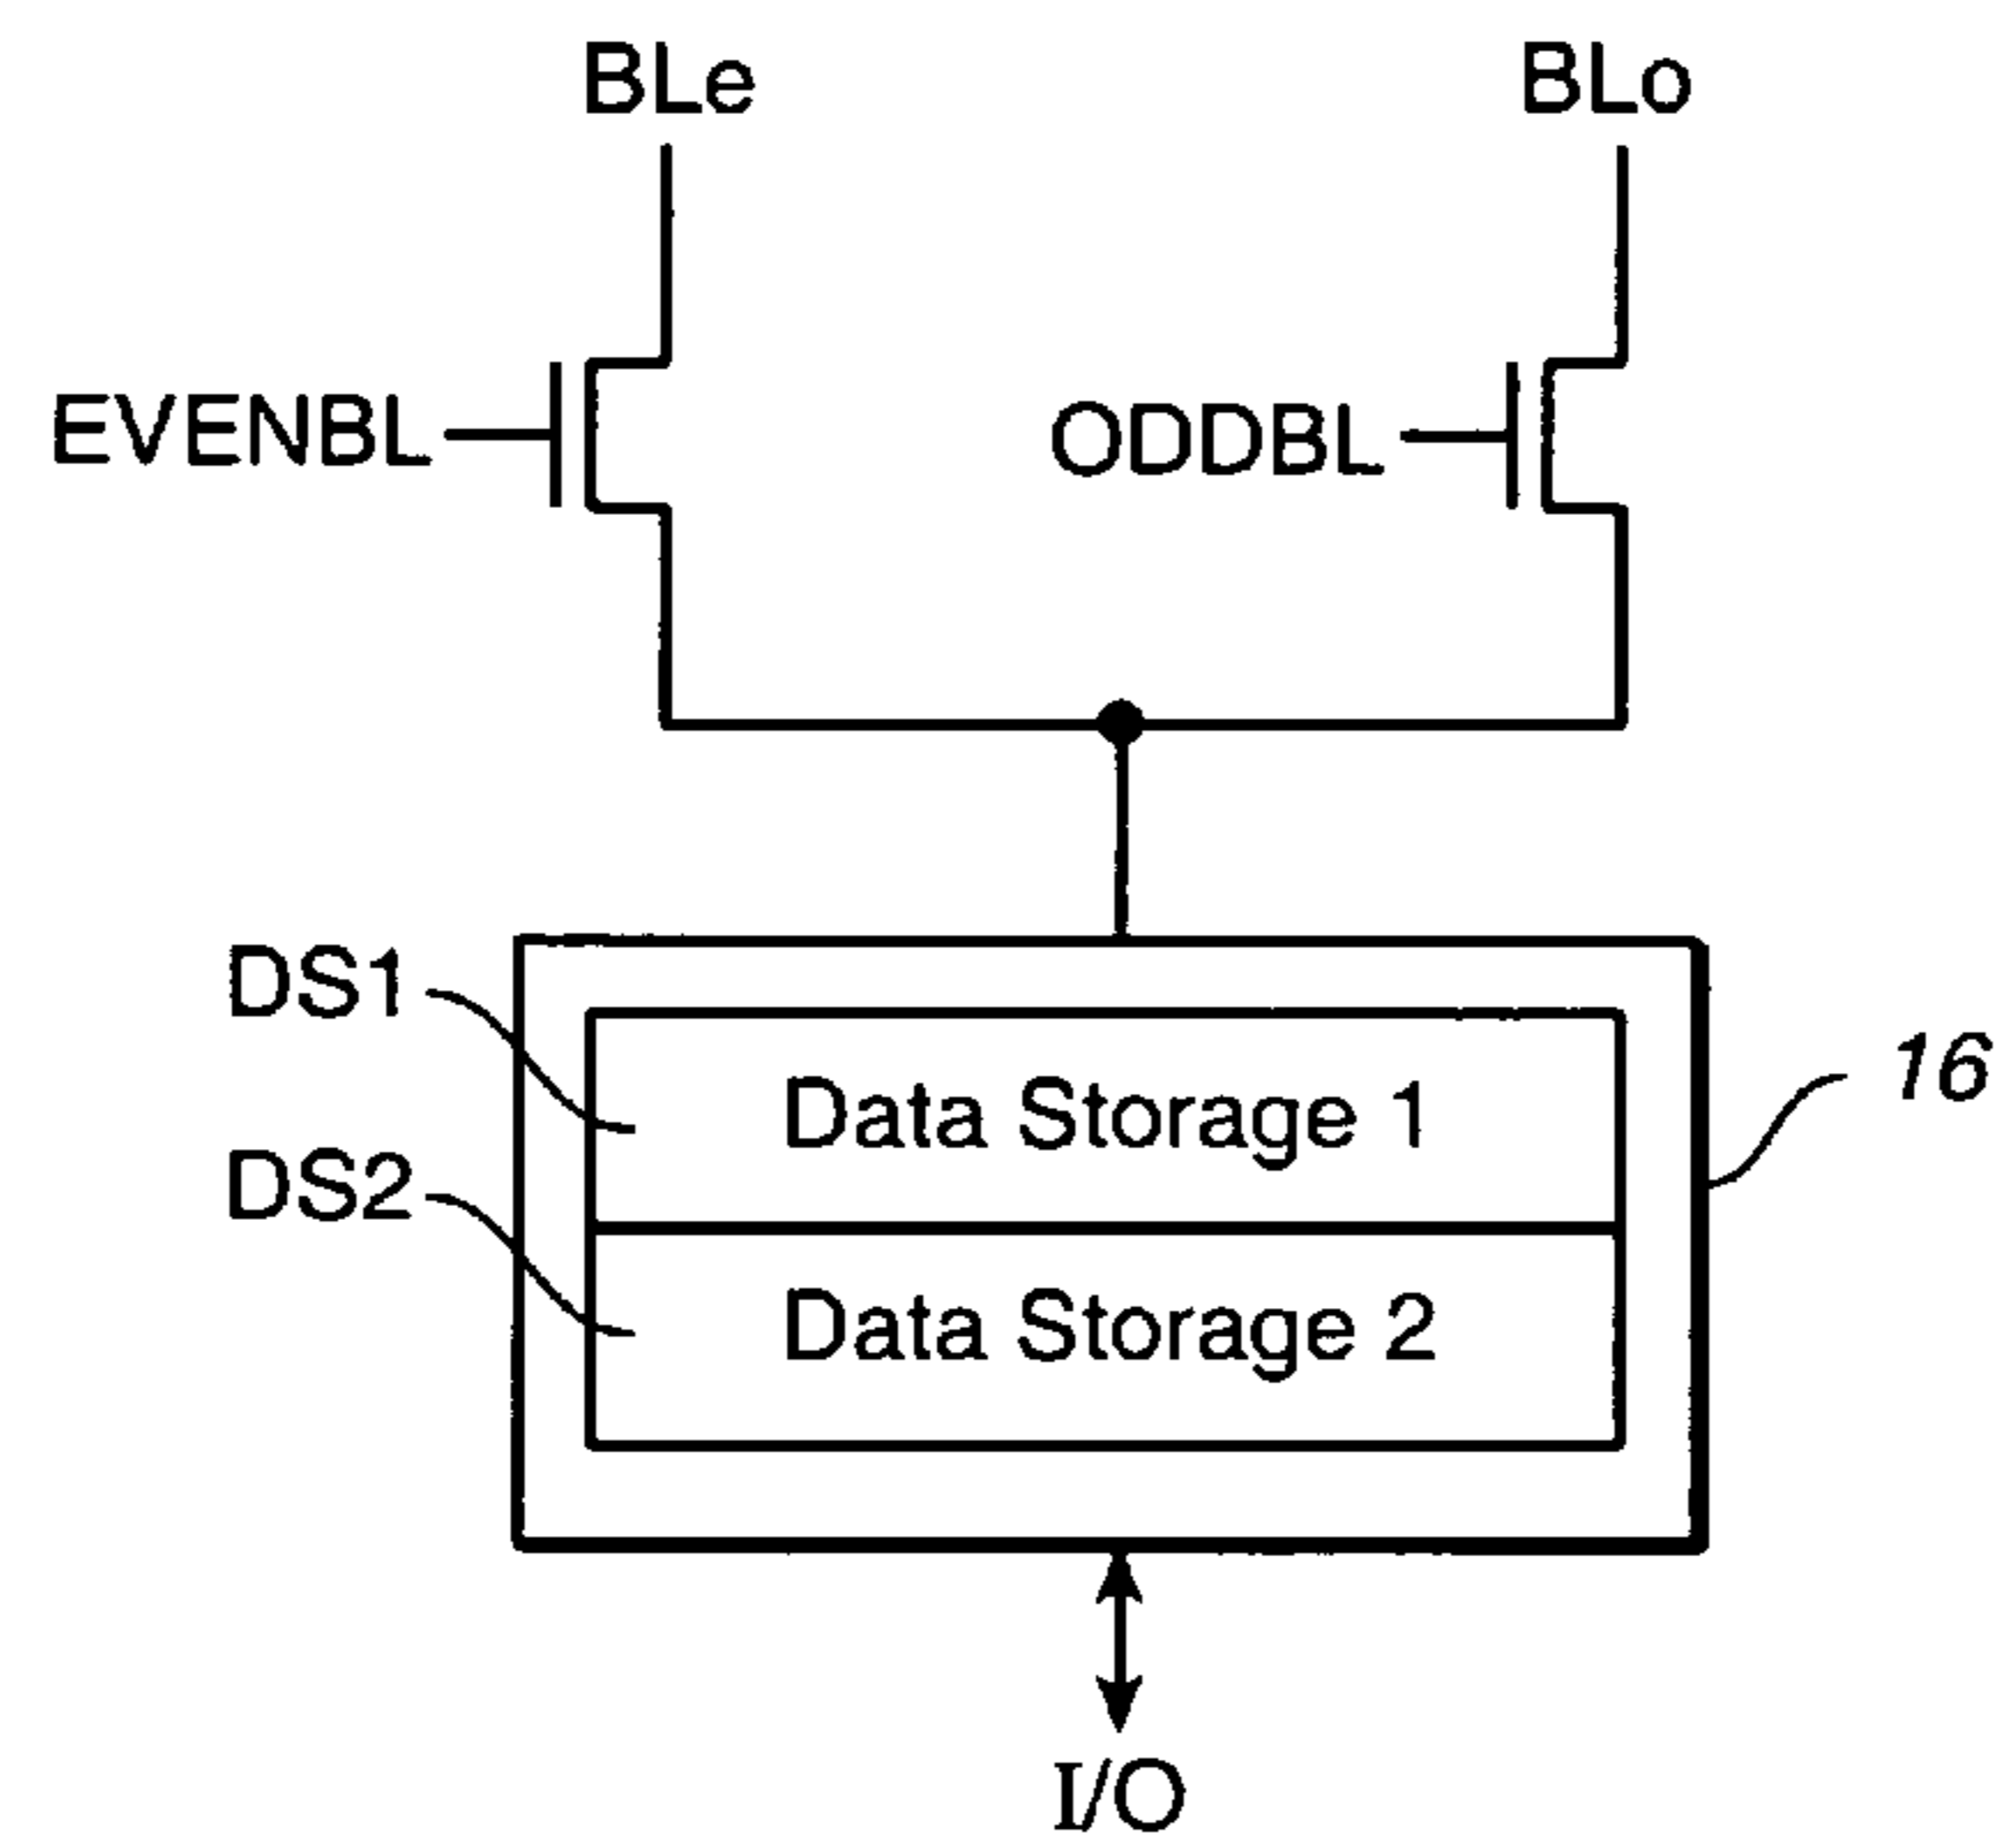 BLe
BLo
EVENBL
ODDBL
DS1
Data Storage 1
16
DS2
Data Storage 2
I/O